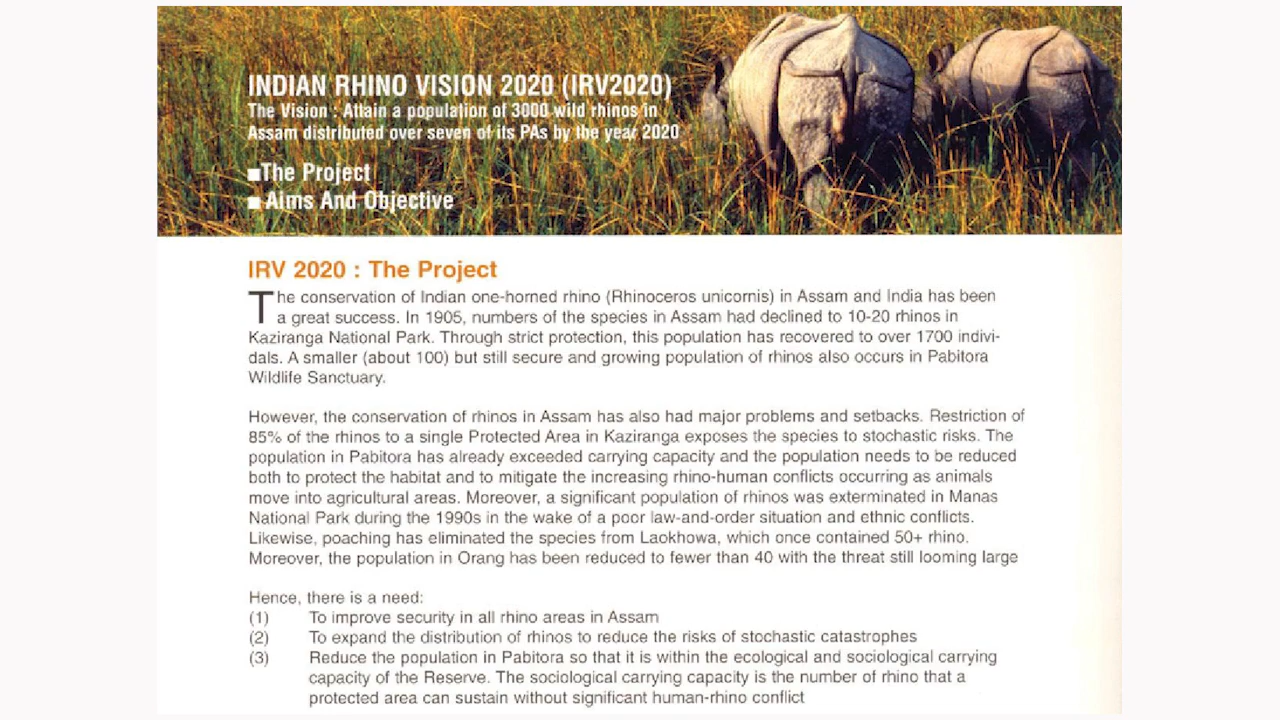 INDIAN RHINO VISION 2020 (IRV2020)
The Vision : Attain a population of 3000 wild rhinos in
Assam distributed over seven of its PAs by the year 2020
■The Project
■ Aims And Objective
IRV 2020 : The Project
The conservation of Indian one-horned rhino (Rhinoceros unicornis) in Assam and India has been
a great success. In 1905, numbers of the species in Assam had declined to 10-20 rhinos in
Kaziranga National Park. Through strict protection, this population has recovered to over 1700 indivi-
dals. A smaller (about 100) but still secure and growing population of rhinos also occurs in Pabitora
Wildlife Sanctuary.
However, the conservation of rhinos in Assam has also had major problems and setbacks. Restriction of
85% of the rhinos to a single Protected Area in Kaziranga exposes the species to stochastic risks. The
population in Pabitora has already exceeded carrying capacity and the population needs to be reduced
both to protect the habitat and to mitigate the increasing rhino-human conflicts occurring as animals
move into agricultural areas. Moreover, a significant population of rhinos was exterminated in Manas
National Park during the 1990s in the wake of a poor law-and-order situation and ethnic conflicts.
Likewise, poaching has eliminated the species from Laokhowa, which once contained 50+ rhino.
Moreover, the population in Orang has been reduced to fewer than 40 with the threat still looming large
Hence, there is a need:
(1) To improve security in all rhino areas in Assam
(2) To expand the distribution of rhinos to reduce the risks of stochastic catastrophes
(3) Reduce the population in Pabitora so that it is within the ecological and sociological carrying
capacity of the Reserve. The sociological carrying capacity is the number of rhino that a
protected area can sustain without significant human-rhino conflict